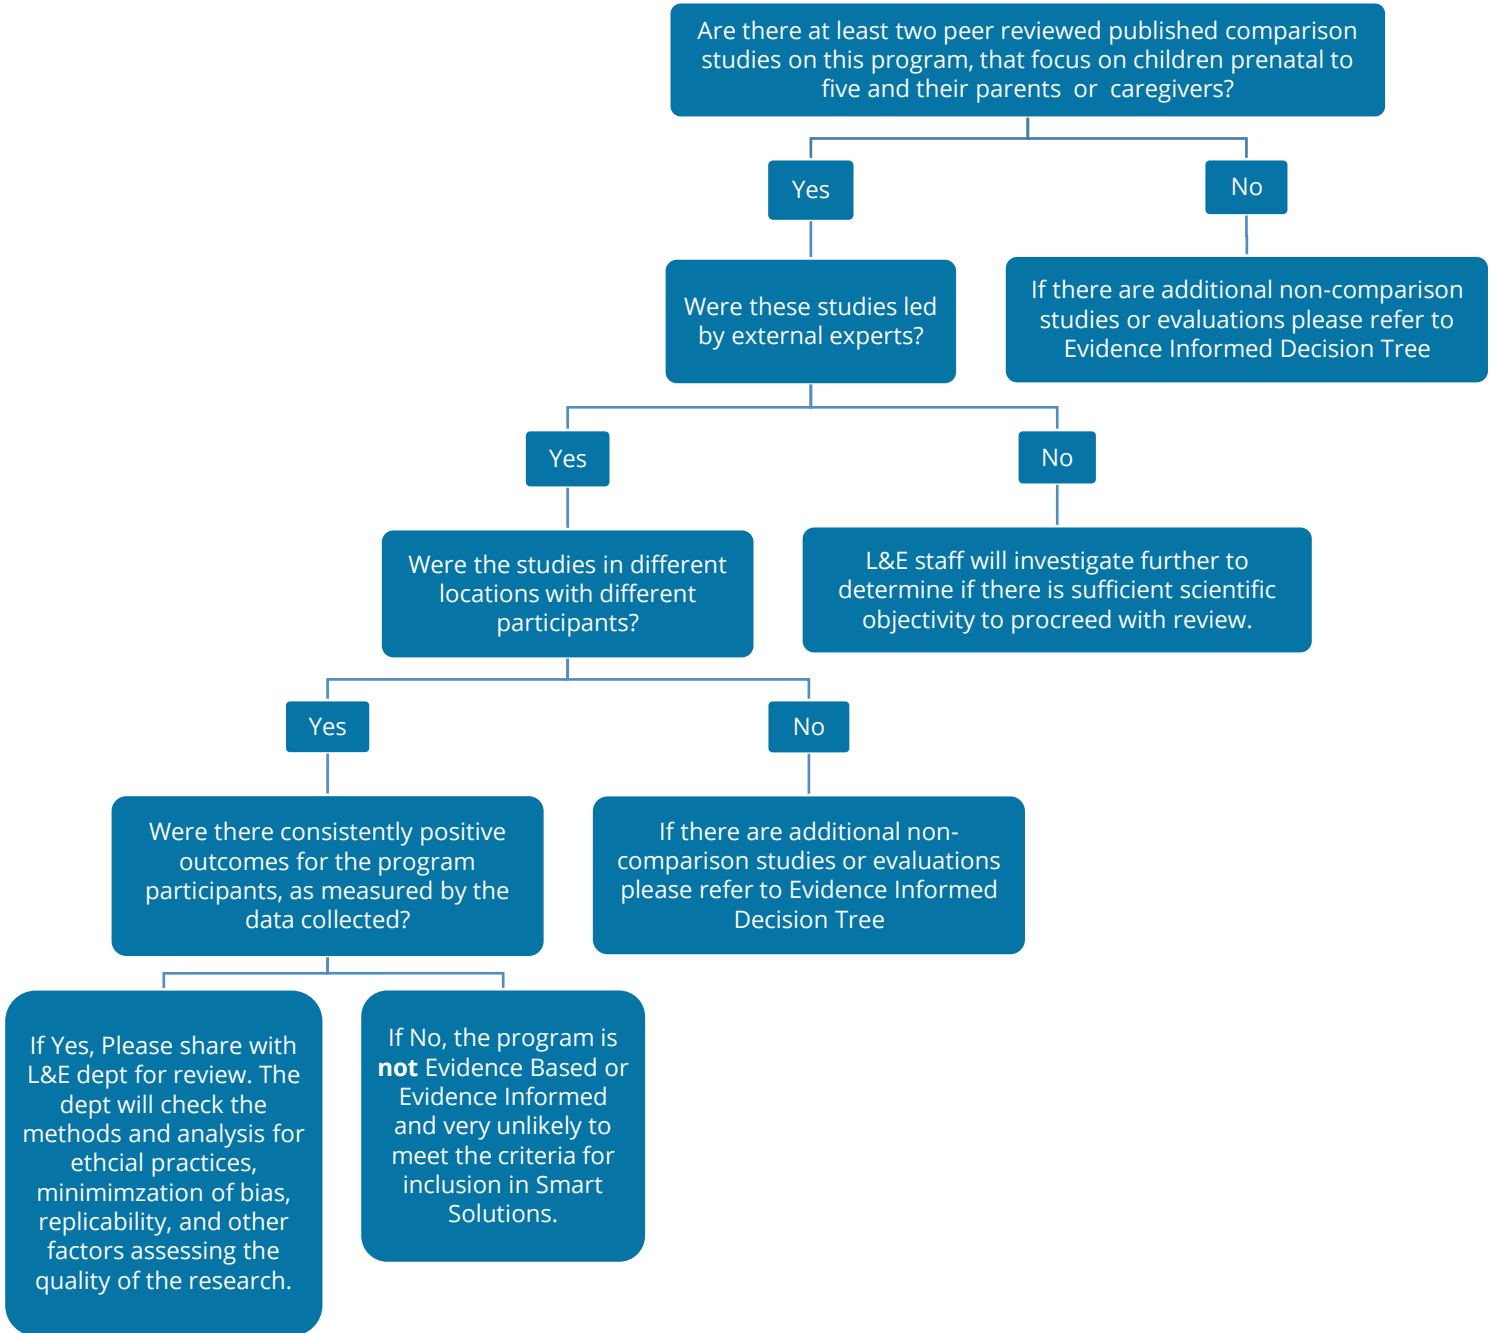 Are there at least two peer reviewed published comparison
studies on this program, that focus on children prenatal to
five and their parents or caregivers?
Yes
No
Were these studies led
by external experts?
If there are additional non-comparison
studies or evaluations please refer to
Evidence Informed Decision Tree
Yes
No
Were the studies in different
locations with different
participants?
L&E staff will investigate further to
determine if there is sufficient scientific
objectivity to procreed with review.
Yes
No
Were there consistently positive
outcomes for the program
participants, as measured by the
data collected?
If there are additional non-
comparison studies or evaluations
please refer to Evidence Informed
Decision Tree
If Yes, Please share with
L&E dept for review. The
dept will check the
methods and analysis for
ethcial practices,
minimimzation of bias,
replicability, and other
factors assessing the
quality of the research.
If No, the program is
not Evidence Based or
Evidence Informed
and very unlikely to
meet the criteria for
inclusion in Smart
Solutions.